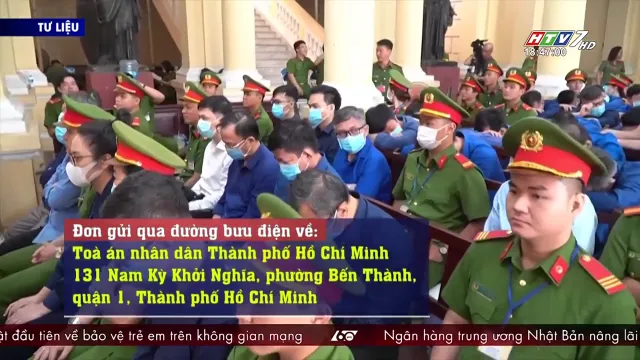 TƯ LIỆU
HTV7 HD
18:47:00
Đơn gửi qua đường bưu điện về:
Toà án nhân dân Thành phố Hồ Chí Minh
131 Nam Kỳ Khởi Nghĩa, phường Bến Thành,
quận 1, Thành phố Hồ Chí Minh
ật đầu tiên về bảo vệ trẻ em trên không gian mạng
60
Ngân hàng trung ương Nhật Bản nâng lãi